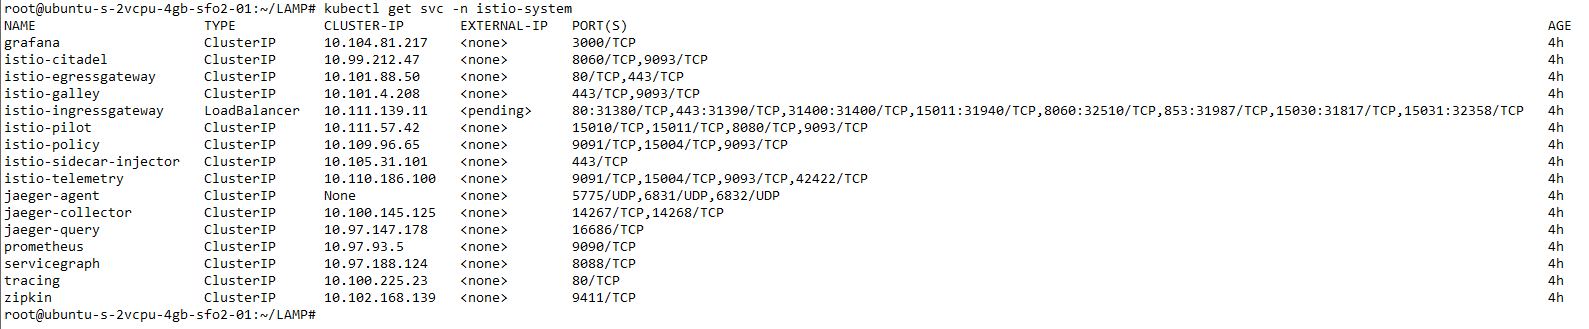 root@ubuntu-s-2vcpu-4gb-sfo2-01:~/LAMP# kubectl get svc -n istio-system
NAME TYPE CLUSTER-IP EXTERNAL-IP PORT(S) AGE
grafana ClusterIP 10.104.81.217 <none> 3000/TCP 4h
istio-citadel ClusterIP 10.99.212.47 <none> 8060/TCP,9093/TCP 4h
istio-egressgateway ClusterIP 10.101.88.50 <none> 80/TCP,443/TCP 4h
istio-galley ClusterIP 10.101.4.208 <none> 443/TCP,9093/TCP 4h
istio-ingressgateway LoadBalancer 10.111.139.11 <pending> 80:31380/TCP,443:31390/TCP,31400:31400/TCP,15011:31940/TCP,8060:32510/TCP,853:31987/TCP,15030:31817/TCP,15031:32358/TCP 4h
istio-pilot ClusterIP 10.111.57.42 <none> 15010/TCP,15011/TCP,8080/TCP,9093/TCP 4h
istio-policy ClusterIP 10.109.96.65 <none> 9091/TCP,15004/TCP,9093/TCP 4h
istio-sidecar-injector ClusterIP 10.105.31.101 <none> 443/TCP 4h
istio-telemetry ClusterIP 10.110.186.100 <none> 9091/TCP,15004/TCP,9093/TCP,42422/TCP 4h
jaeger-agent ClusterIP None <none> 5775/UDP,6831/UDP,6832/UDP 4h
jaeger-collector ClusterIP 10.100.145.125 <none> 14267/TCP,14268/TCP 4h
jaeger-query ClusterIP 10.97.147.178 <none> 16686/TCP 4h
prometheus ClusterIP 10.97.93.5 <none> 9090/TCP 4h
servicegraph ClusterIP 10.97.188.124 <none> 8088/TCP 4h
tracing ClusterIP 10.100.225.23 <none> 80/TCP 4h
zipkin ClusterIP 10.102.168.139 <none> 9411/TCP 4h
root@ubuntu-s-2vcpu-4gb-sfo2-01:~/LAMP#